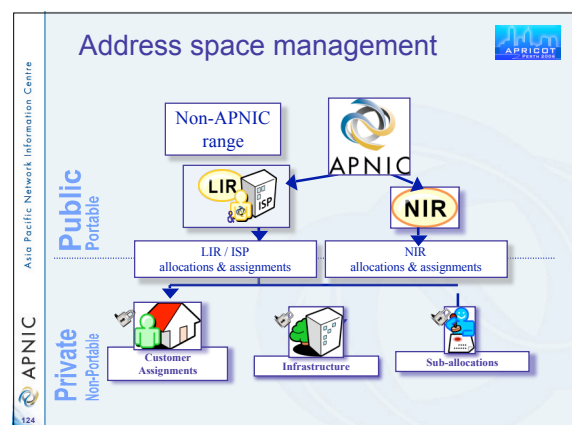 Address space management
APRICOT
PERTH 2006
Asia Pacific Network Information Centre
Non-APNIC
range
APNIC
LIR
&
ISP
NIR
Public
Portable
LIR / ISP
allocations & assignments
NIR
allocations & assignments
Private
Non-Portable
Customer
Assignments
Infrastructure
Sub-allocations
APNIC
124